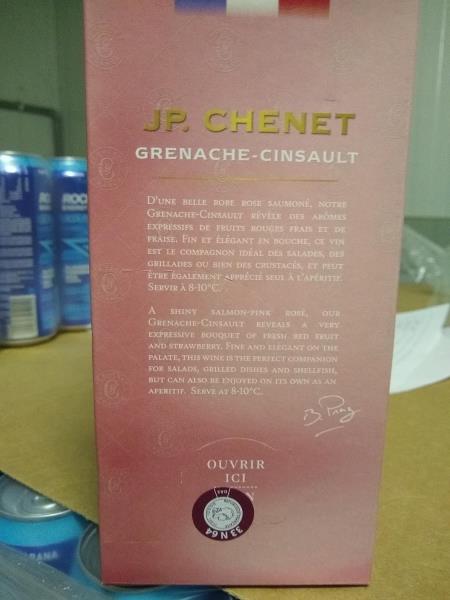 JP. CHENET
GRENACHE-CINSAULT
D'UNE BELLE ROBE ROSE SAUMONÉ, NOTRE
GRENACHE-CINSAULT RÉVÈLE DES ARÔMES
EXPRESSIFS DE FRUITS ROUGES FRAIS ET DE
FRAISE. FIN ET ÉLÉGANT EN BOUCHE, CE VIN
EST LE COMPAGNON IDÉAL DES SALADES, DES
GRILLADES OU BIEN DES CRUSTACÉS, ET PEUT
ÊTRE ÉGALEMENT APPRÉCIÉ SEUL À L'APÉRITIF.
SERVIR À 8-10°C.
A SHINY SALMON-PINK ROSÉ, OUR
GRENACHE-CINSAULT REVEALS A VERY
EXPRESSIVE BOUQUET OF FRESH RED FRUIT
AND STRAWBERRY. FINE AND ELEGANT ON THE
PALATE, THIS WINE IS THE PERFECT COMPANION
FOR SALADS, GRILLED DISHES AND SHELLFISH,
BUT CAN ALSO BE ENJOYED ON ITS OWN AS AN
APERITIF. SERVE AT 8-10°C.
OUVRIR
ICI
33 N 64